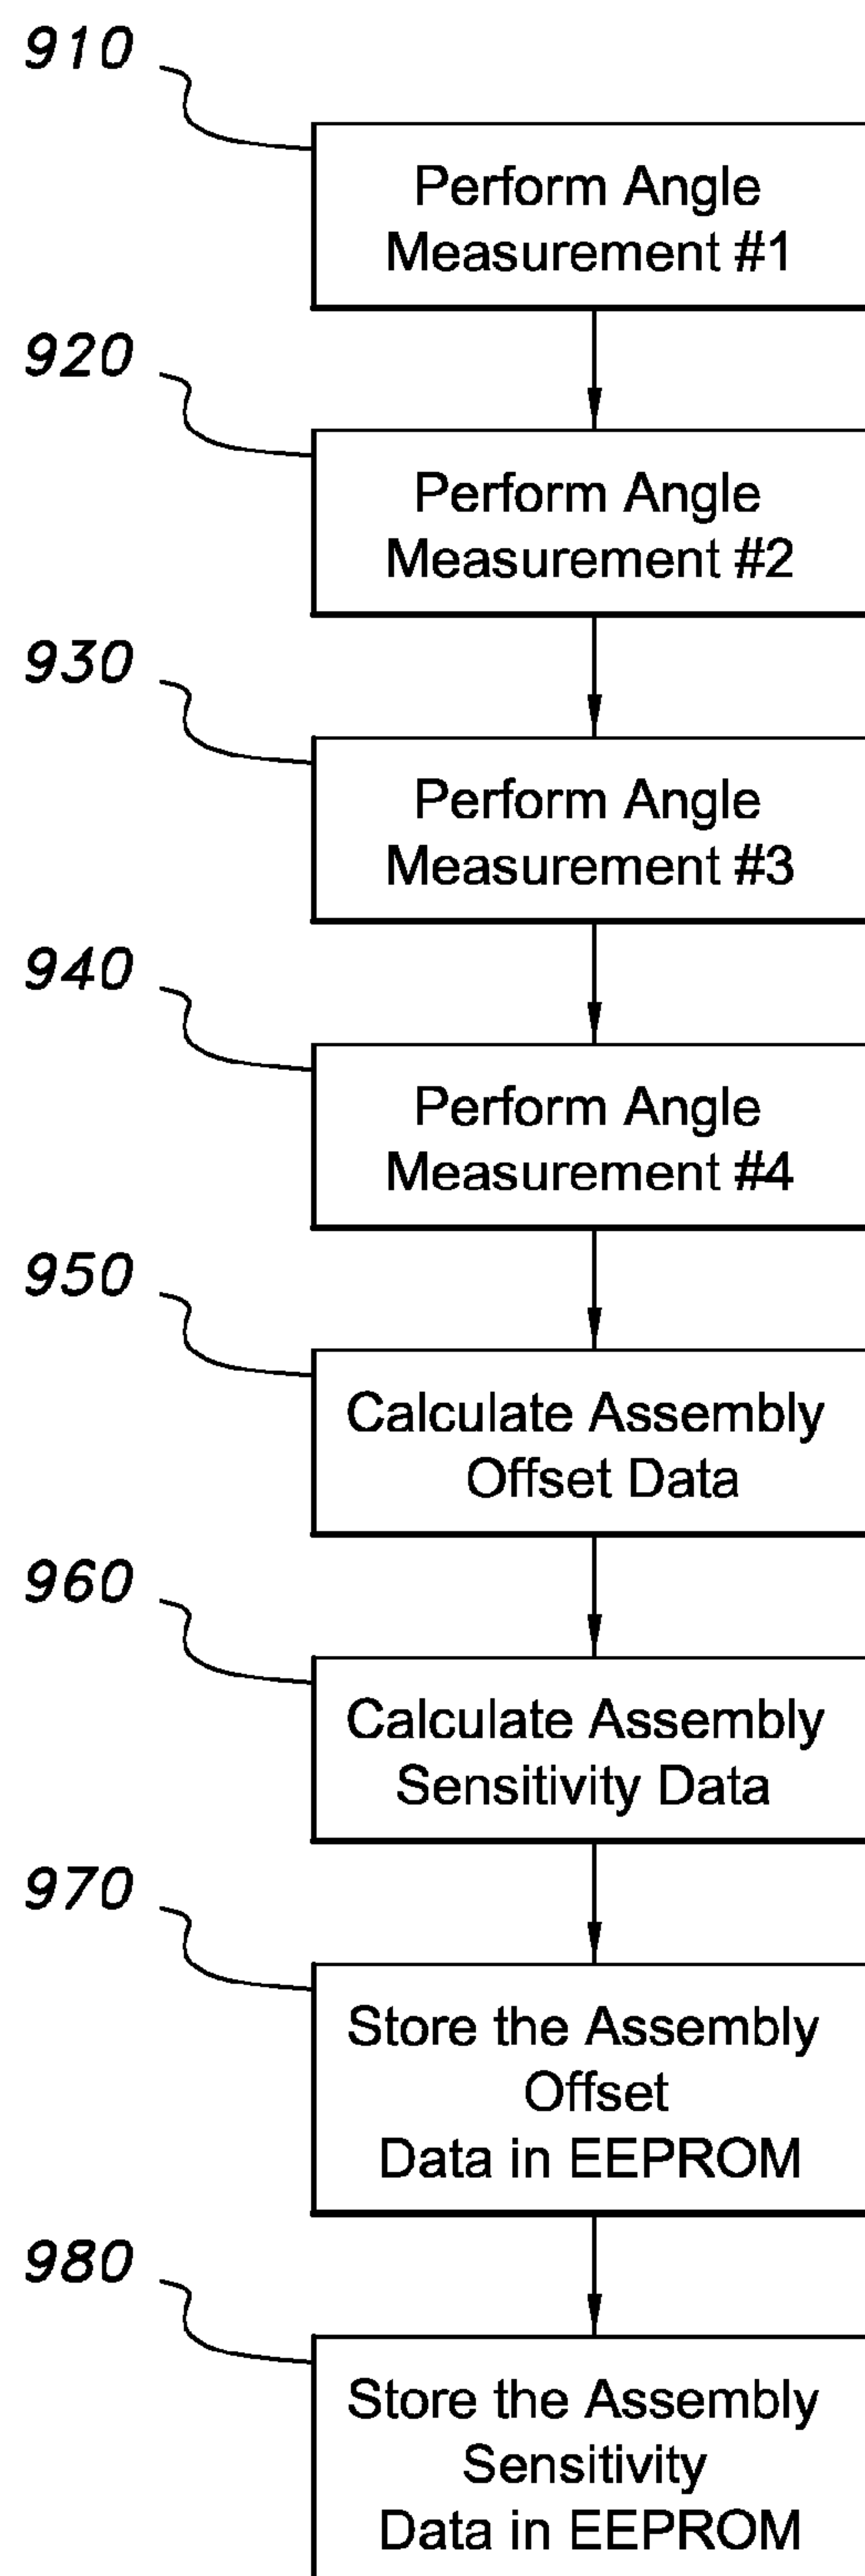 910
Perform Angle
Measurement #1
920
Perform Angle
Measurement #2
930
Perform Angle
Measurement #3
940
Perform Angle
Measurement #4
950
Calculate Assembly
Offset Data
960
Calculate Assembly
Sensitivity Data
970
Store the Assembly
Offset
Data in EEPROM
980
Store the Assembly
Sensitivity
Data in EEPROM